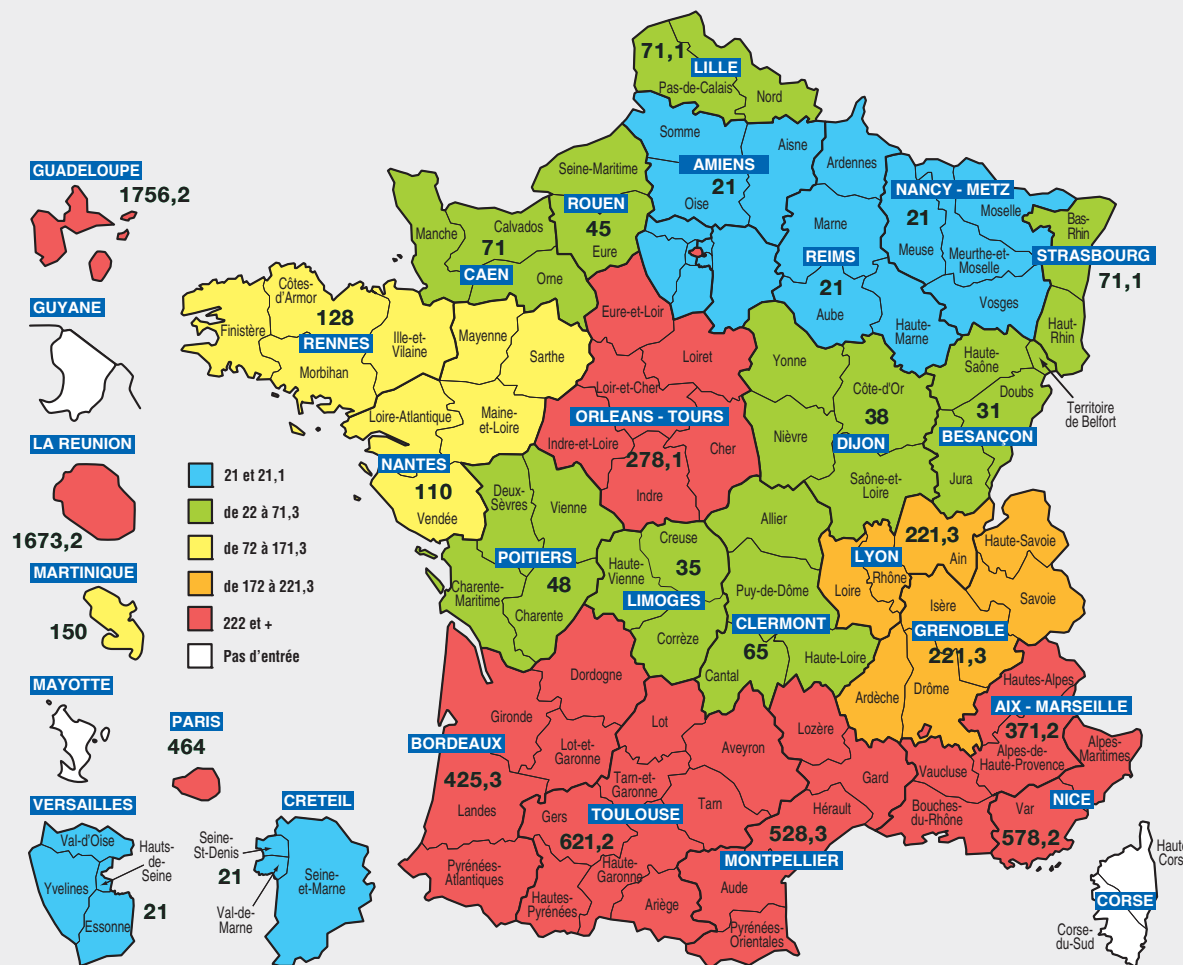 71,1
LILLE
Pas-de-Calais
Nord
Somme
Aisne
AMIENS
21
Oise
Ardennes
GUADELOUPE
1756,2
Seine-Maritime
ROUEN
45
Eure
NANCY - METZ
21
Moselle
Meuse
Meurthe-et-
Moselle
Vosges
Bas-
Rhin
STRASBOURG
71,1
Haut-
Rhin
Manche
Calvados
71
CAEN
Orne
Marne
REIMS
21
Aube
Haute-
Marne
Côtes-
d'Armor
Finistère
128
RENNES
Ille-et-
Vilaine
Morbihan
Mayenne
Sarthe
GUYANE
Eure-et-Loir
Loiret
Loir-et-Cher
ORLEANS - TOURS
Indre-et-Loire
278,1
Cher
Indre
Yonne
Côte-d'Or
38
Nièvre
DIJON
Saône-et-
Loire
Haute-
Saône
Doubs
31
BESANÇON
Jura
Territoire
de Belfort
Loire-Atlantique
Maine-
et-Loire
NANTES
110
Vendée
LA REUNION
1673,2
21 et 21,1
de 22 à 71,3
de 72 à 171,3
de 172 à 221,3
222 et +
Pas d'entrée
Deux-
Sèvres
Vienne
POITIERS
48
Charente-
Maritime
Charente
Creuse
Haute-
Vienne
35
LIMOGES
Corrèze
Allier
Puy-de-Dôme
CLERMONT
65
Haute-Loire
Cantal
221,3
LYON
Ain
Rhône
Loire
Haute-Savoie
Savoie
Isère
GRENOBLE
221,3
Ardèche
Drôme
MARTINIQUE
150
MAYOTTE
PARIS
464
Dordogne
Gironde
BORDEAUX
425,3
Lot-et-
Garonne
Landes
Pyrénées-
Atlantiques
Lot
Aveyron
Tarn-et-
Garonne
Tarn
Gers
TOULOUSE
621,2
Haute-
Garonne
Hautes-
Pyrénées
Ariège
Lozère
Gard
Hérault
528,3
MONTPELLIER
Aude
Pyrénées-
Orientales
Hautes-Alpes
AIX - MARSEILLE
371,2
Alpes-de-
Haute-Provence
Vaucluse
Bouches-
du-Rhône
Alpes-
Maritimes
NICE
Var
578,2
VERSAILLES
Val-d'Oise
Hauts-
de-
Seine
Yvelines
21
Essonne
CRETEIL
Seine-
St-Denis
21
Val-de-
Marne
Seine-
et-Marne
Haute
Cors
CORSE
Corse-
du-Sud